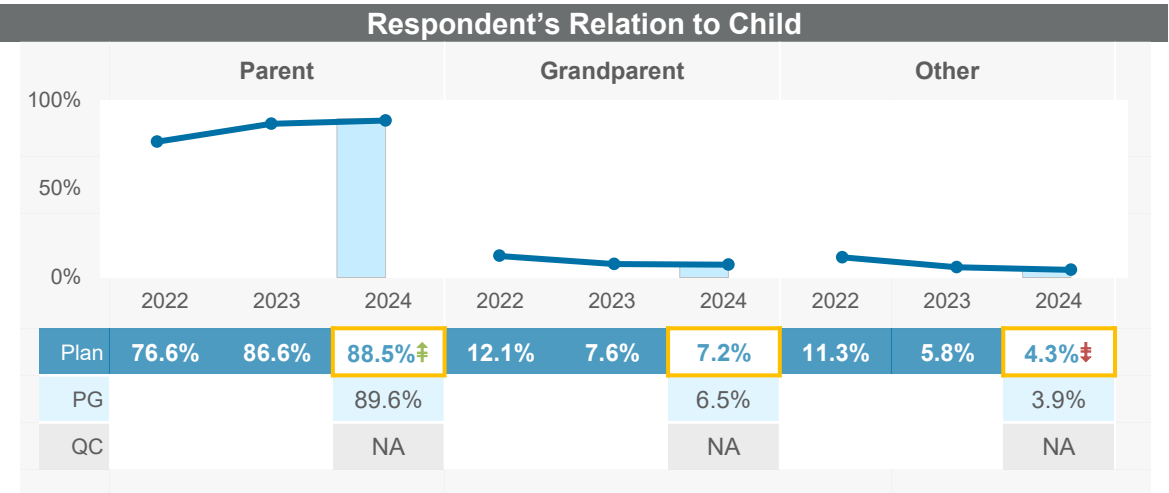 Respondent’s Relation to Child
Parent Grandparent Other
100%
50%
0%
2022 2023 2024 2022 2023 2024 2022 2023 2024
Plan 76.6% 86.6% 88.5%⇞ 12.1% 7.6% 7.2% 11.3% 5.8% 4.3%⇟
PG 89.6% 6.5% 3.9%
QC NA NA NA